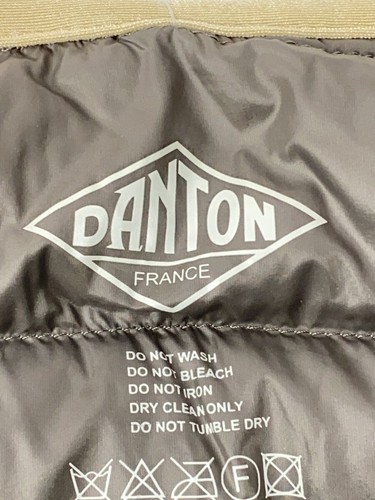 DANTON
FRANCE
DO NOT WASH
DO NOT BLEACH
DO NOT IRON
DRY CLEAN ONLY
DO NOT TUMBLE DRY
F